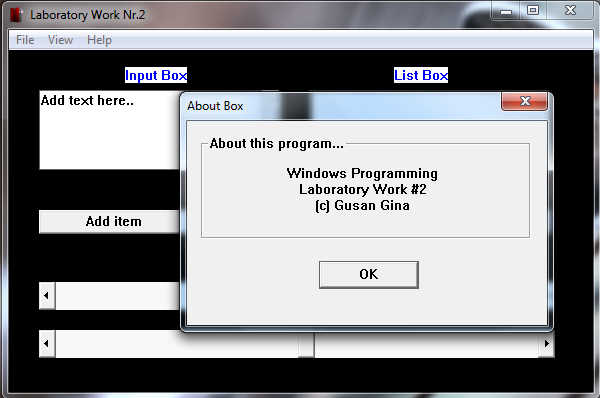 Laboratory Work Nr.2
File View Help
Input Box
List Box
Add text here..
Add item
About Box
About this program...
Windows Programming
Laboratory Work #2
(c) Gusan Gina
OK